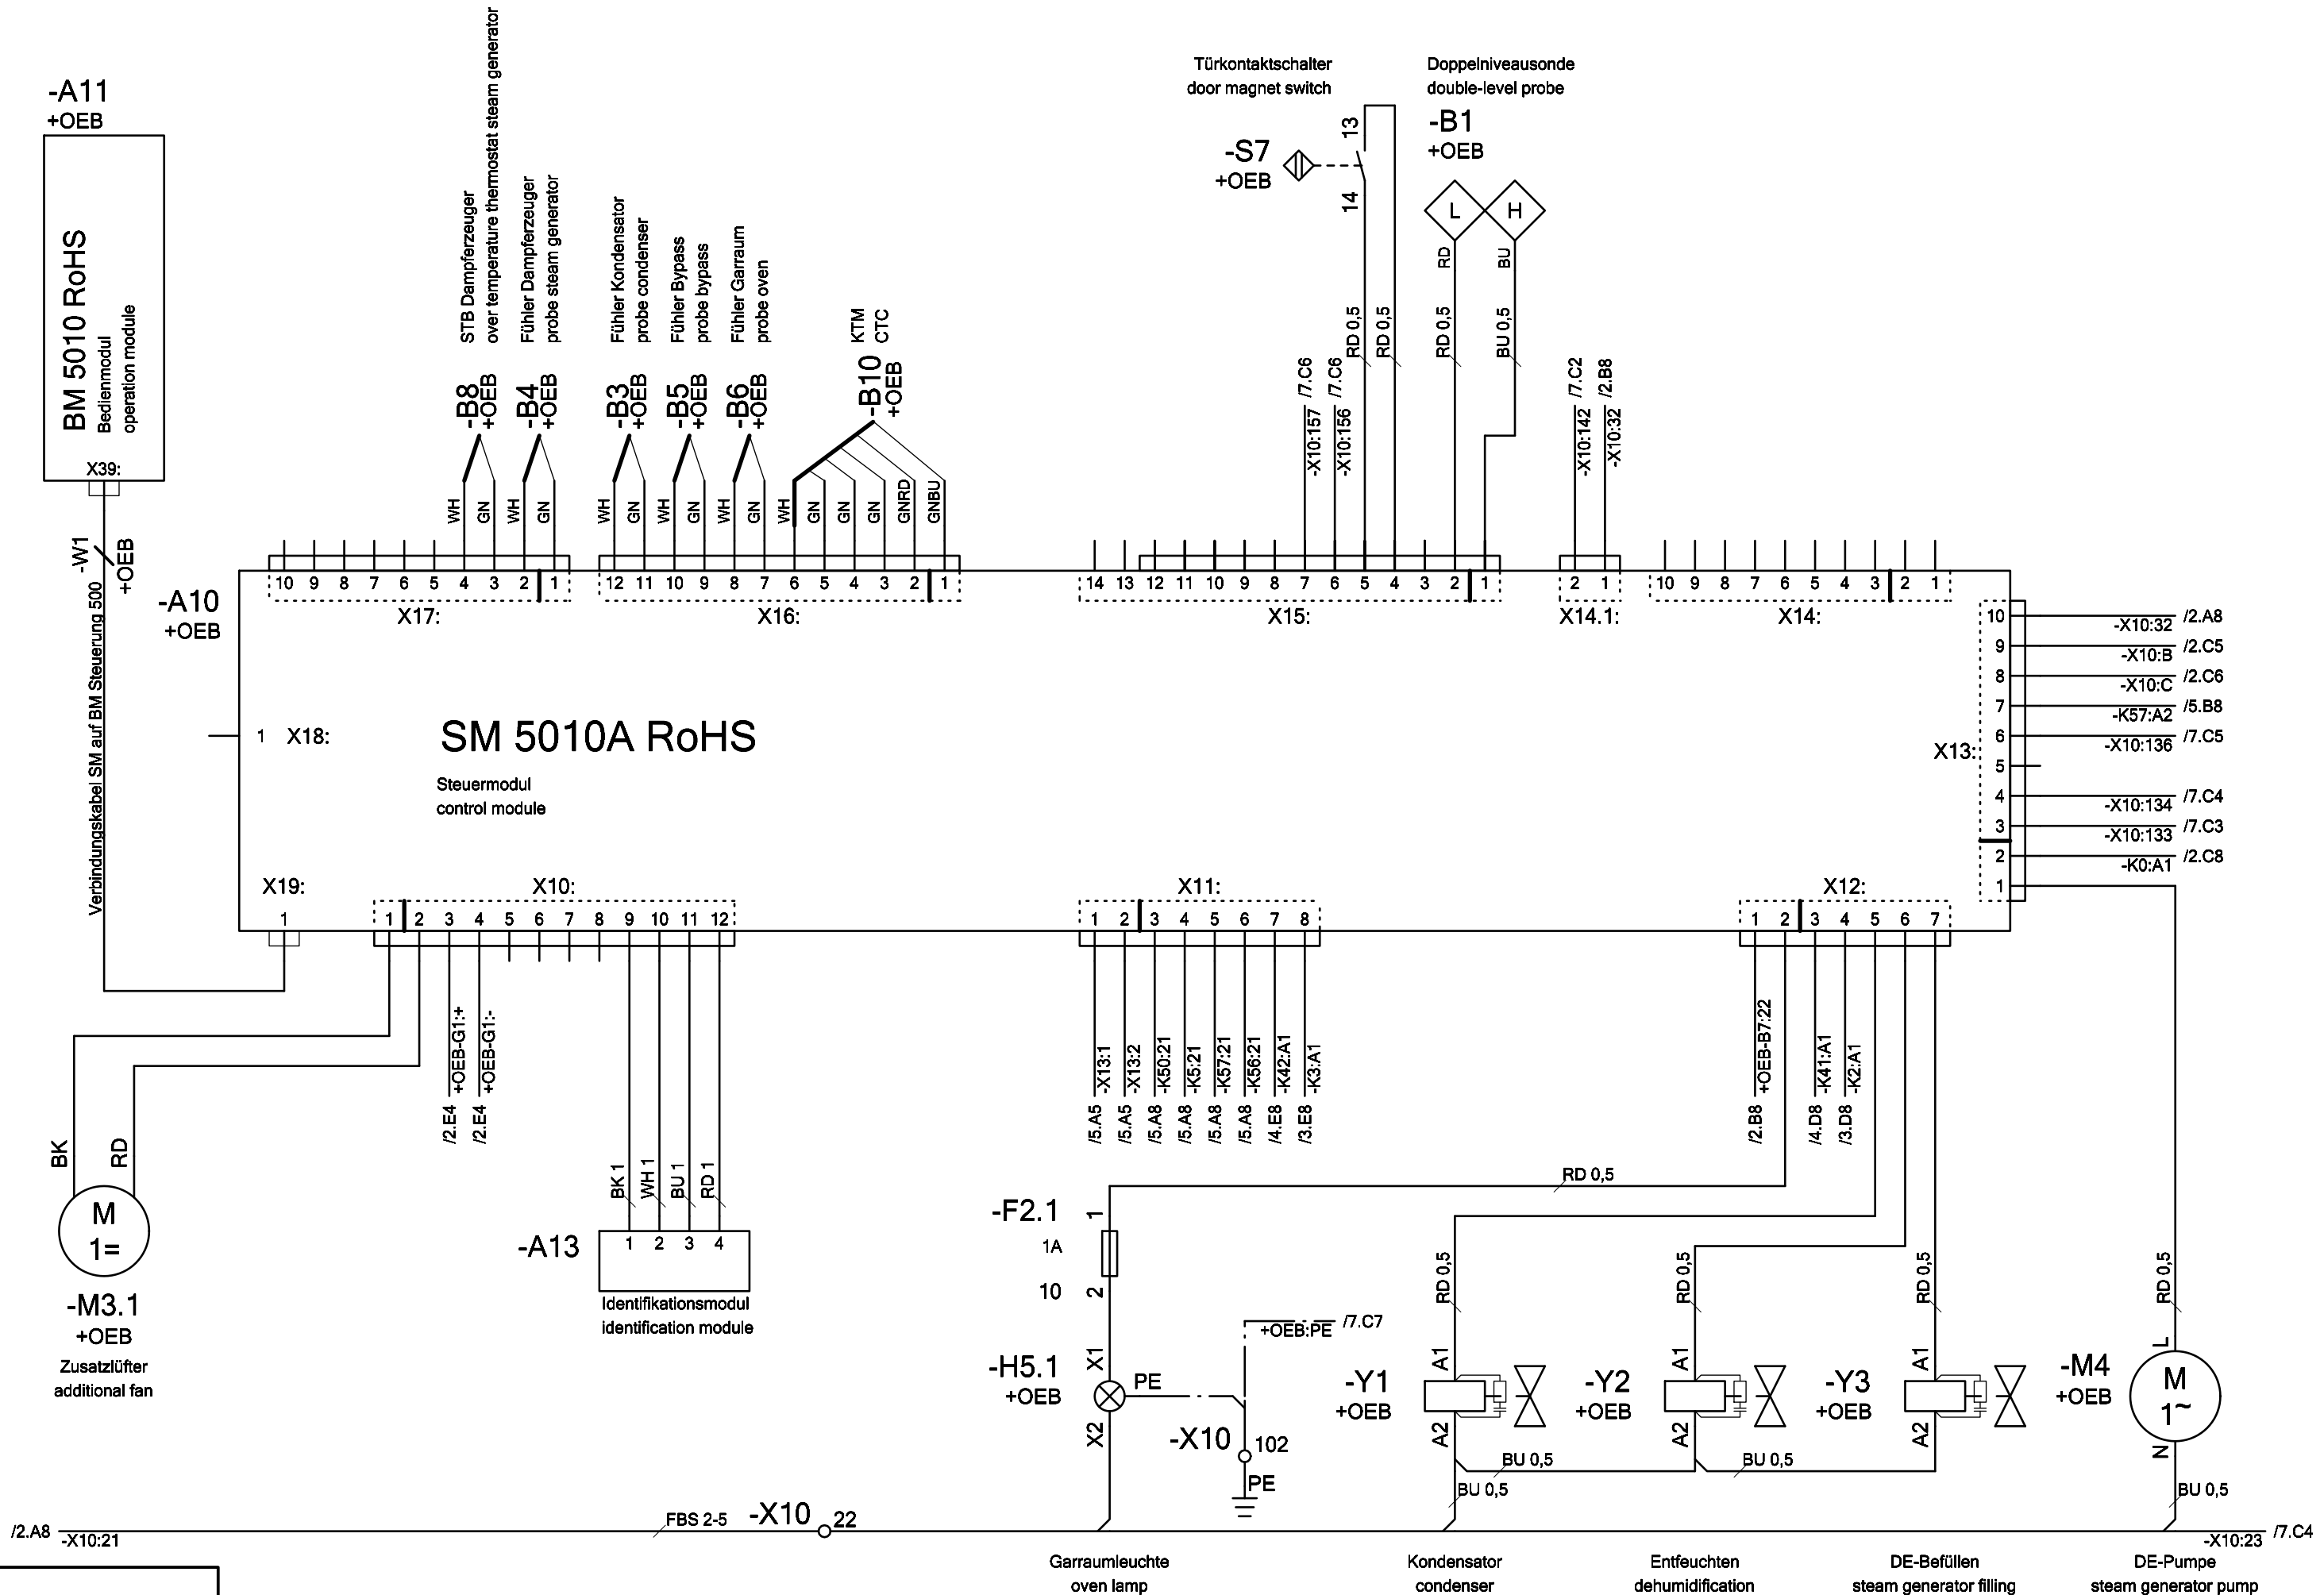 -A11
+OEB
BM 5010 RoHS
Bedienmodul
operation module
X39:
-W1
+OEB
Verbindungskabel SM auf BM Steuerung 500
STB Dampferzeuger
over temperature thermostat steam generator
-B8
+OEB
Fühler Dampferzeuger
probe steam generator
-B4
+OEB
Fühler Kondensator
probe condenser
-B3
+OEB
Fühler Bypass
probe bypass
-B5
+OEB
Fühler Garraum
probe oven
-B6
+OEB
KTM
CTC
-B10
+OEB
WH GN WH GN WH GN WH GN WH GN WH GN GN GN GNRD GNBU
Türkontaktschalter
door magnet switch
-S7
+OEB
13
14
Doppelniveausonde
double-level probe
-B1
+OEB
L H
RD BU
RD 0,5 RD 0,5 RD 0,5 BU 0,5
-X10:157 /7.C6
-X10:156 /7.C6
-X10:142 /7.C2
-X10:32 /2.B8
-A10
+OEB
10 9 8 7 6 5 4 3 2 1
X17:
12 11 10 9 8 7 6 5 4 3 2 1
X16:
14 13 12 11 10 9 8 7 6 5 4 3 2 1
X15:
2 1
X14.1:
10 9 8 7 6 5 4 3 2 1
X14:
X13:
10 -X10:32 /2.A8
9 -X10:B /2.C5
8 -X10:C /2.C6
7 -K57:A2 /5.B8
6 -X10:136 /7.C5
5
4 -X10:134 /7.C4
3 -X10:133 /7.C3
2 -K0:A1 /2.C8
1
1 X18:
SM 5010A RoHS
Steuermodul
control module
X19:
1
X10:
1 2 3 4 5 6 7 8 9 10 11 12
X11:
1 2 3 4 5 6 7 8
X12:
1 2 3 4 5 6 7
/2.E4 +OEB-G1:+
/2.E4 +OEB-G1:-
/5.A5 -X13:1
/5.A5 -X13:2
/5.A8 -K50:21
/5.A8 -K5:21
/5.A8 -K57:21
/5.A8 -K56:21
/4.E8 -K42:A1
/3.E8 -K3:A1
/2.B8 +OEB-B7:22
/4.D8 -K41:A1
/3.D8 -K2:A1
BK RD
M
1=
-M3.1
+OEB
Zusatzlüfter
additional fan
BK 1 WH 1 BU 1 RD 1
-A13
1 2 3 4
Identifikationsmodul
identification module
RD 0,5
-F2.1
1
1A
10
2
-H5.1
+OEB
X1
X2
PE
+OEB:PE /7.C7
-X10
102
PE
RD 0,5
-Y1
+OEB
A1
A2
BU 0,5
BU 0,5
RD 0,5
-Y2
+OEB
A1
A2
BU 0,5
RD 0,5
-Y3
+OEB
A1
A2
RD 0,5
-M4
+OEB
L
M
1~
N
BU 0,5
/2.A8
-X10:21
FBS 2-5
-X10
22
-X10:23
/7.C4
Garraumleuchte
oven lamp
Kondensator
condenser
Entfeuchten
dehumidification
DE-Befüllen
steam generator filling
DE-Pumpe
steam generator pump